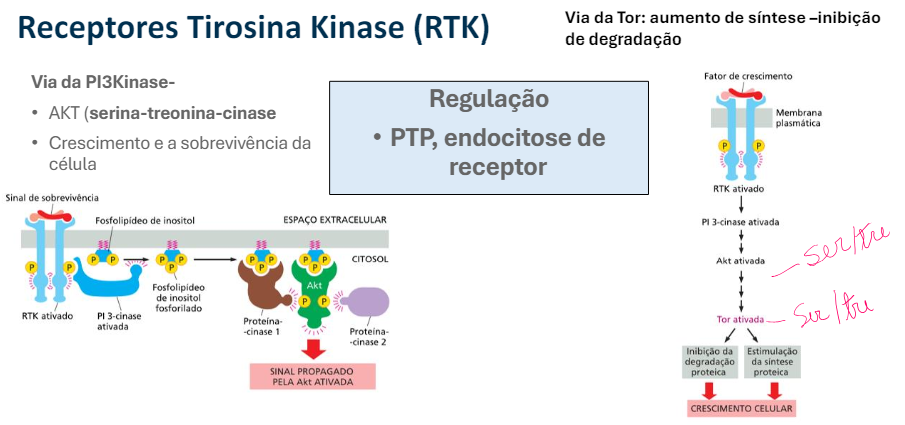 Receptores Tirosina Kinase (RTK)
Via da Tor: aumento de síntese –inibição
de degradação
Via da PI3Kinase-
• AKT (serina-treonina-cinase
• Crescimento e a sobrevivência da
célula
Regulação
• PTP, endocitose de
receptor
Sinal de sobrevivência
Fosfolipídeo de inositol
ESPAÇO EXTRACELULAR
CITOSOL
P
P
P
P
P
P
P
P
P
P
P
P
Akt
RTK ativado
PI 3-cinase
ativada
Fosfolipídeo
de inositol
fosforilado
Proteína-
cinase 1
Proteína-
cinase 2
SINAL PROPAGADO
PELA Akt ATIVADA
Fator de crescimento
Membrana
plasmática
P
P
RTK ativado
PI 3-cinase ativada
Akt ativada
ser/tre
Tor ativada
Ser/tre
Inibição da
degradação
proteica
Estimulação
da síntese
proteica
CRESCIMENTO CELULAR